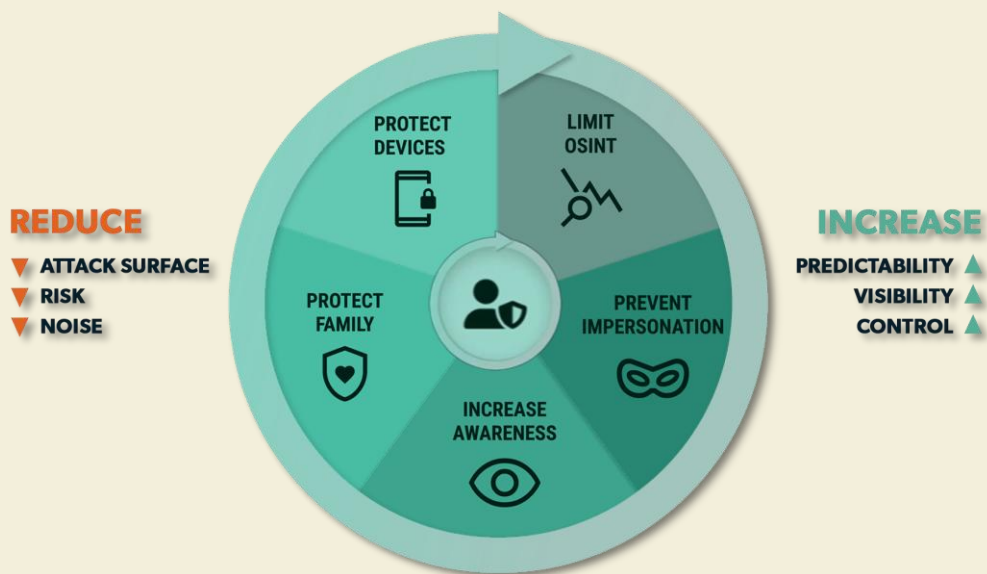 PROTECT
DEVICES
LIMIT
OSINT
REDUCE
ATTACK SURFACE
RISK
NOISE
PROTECT
FAMILY
PREVENT
IMPERSONATION
INCREASE
AWARENESS
INCREASE
PREDICTABILITY
VISIBILITY
CONTROL